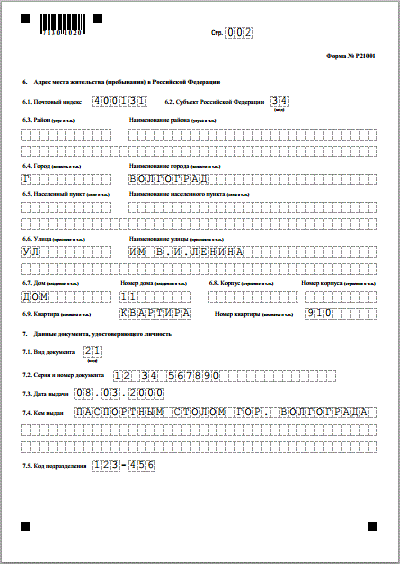 71301020
Стр. 002
Форма № Р21001
6. Адрес места жительства (пребывания) в Российской Федерации
6.1. Почтовый индекс 400131 6.2. Субъект Российской Федерации 34
(код)
6.3. Район (улус и т.п.) Наименование района (улуса и т.п.)
6.4. Город (волость и т.п.) Наименование города (волости и т.п.)
Г ВОЛГОГРАД
6.5. Населенный пункт (село и т.п.) Наименование населенного пункта (села и т.п.)
6.6. Улица (проспект и т.п.) Наименование улицы (проспекта и т.п.)
УЛ ИМ В.И.ЛЕНИНА
6.7. Дом (владение и т.п.) Номер дома (владения и т.п.) 6.8. Корпус (строение и т.п.) Номер корпуса (строения и т.п.)
ДОМ 11
6.9. Квартира (комната и т.п.) КВАРТИРА Номер квартиры (комнаты и т.п.) 910
7. Данные документа, удостоверяющего личность
7.1. Вид документа 21
(код)
7.2. Серия и номер документа 12 34 567890
7.3. Дата выдачи 08.03.2000
7.4. Кем выдан ПАСПОРТНЫМ СТОЛОМ ГОР. ВОЛГОГРАДА
7.5. Код подразделения 123-456